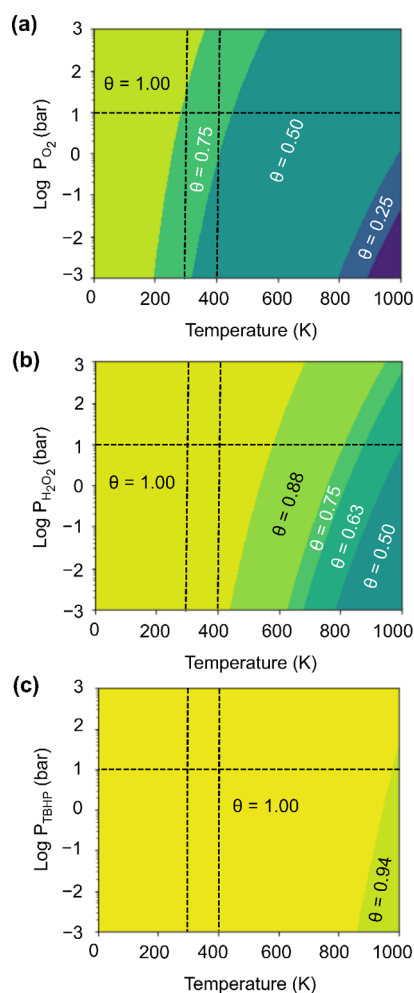 (a)
3
2
1
0
−1
−2
−3
Log P_O₂ (bar)
θ = 1.00
θ = 0.75
θ = 0.50
θ = 0.25
0 200 400 600 800 1000
Temperature (K)
(b)
3
2
1
0
−1
−2
−3
Log P_H₂O₂ (bar)
θ = 1.00
θ = 0.88
θ = 0.75
θ = 0.63
θ = 0.50
0 200 400 600 800 1000
Temperature (K)
(c)
3
2
1
0
−1
−2
−3
Log P_TBHP (bar)
θ = 1.00
θ = 0.94
0 200 400 600 800 1000
Temperature (K)